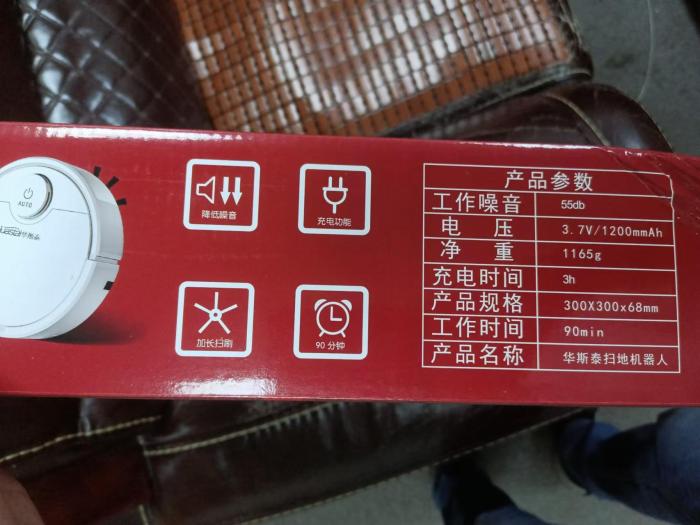 AUTO
降低噪音
充电功能
加长扫刷
90 分钟
产品参数
工作噪音 55db
电 压 3.7V/1200mmAh
净 重 1165g
充电时间 3h
产品规格 300X300x68mm
工作时间 90min
产品名称 华斯泰扫地机器人